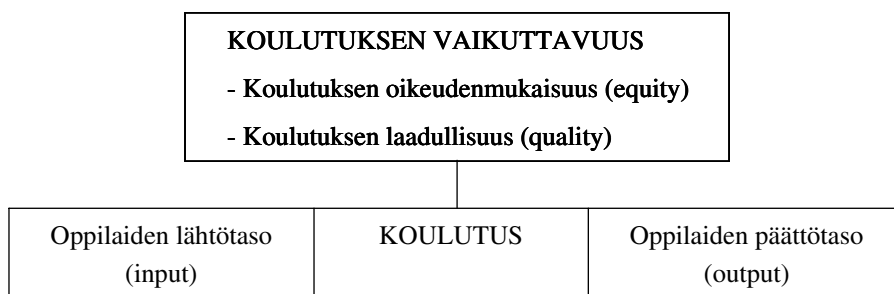 KOULUTUKSEN VAIKUTTAVUUS
- Koulutuksen oikeudenmukaisuus (equity)
- Koulutuksen laadullisuus (quality)
Oppilaiden lähtötaso
(input)
KOULUTUS
Oppilaiden päättötaso
(output)